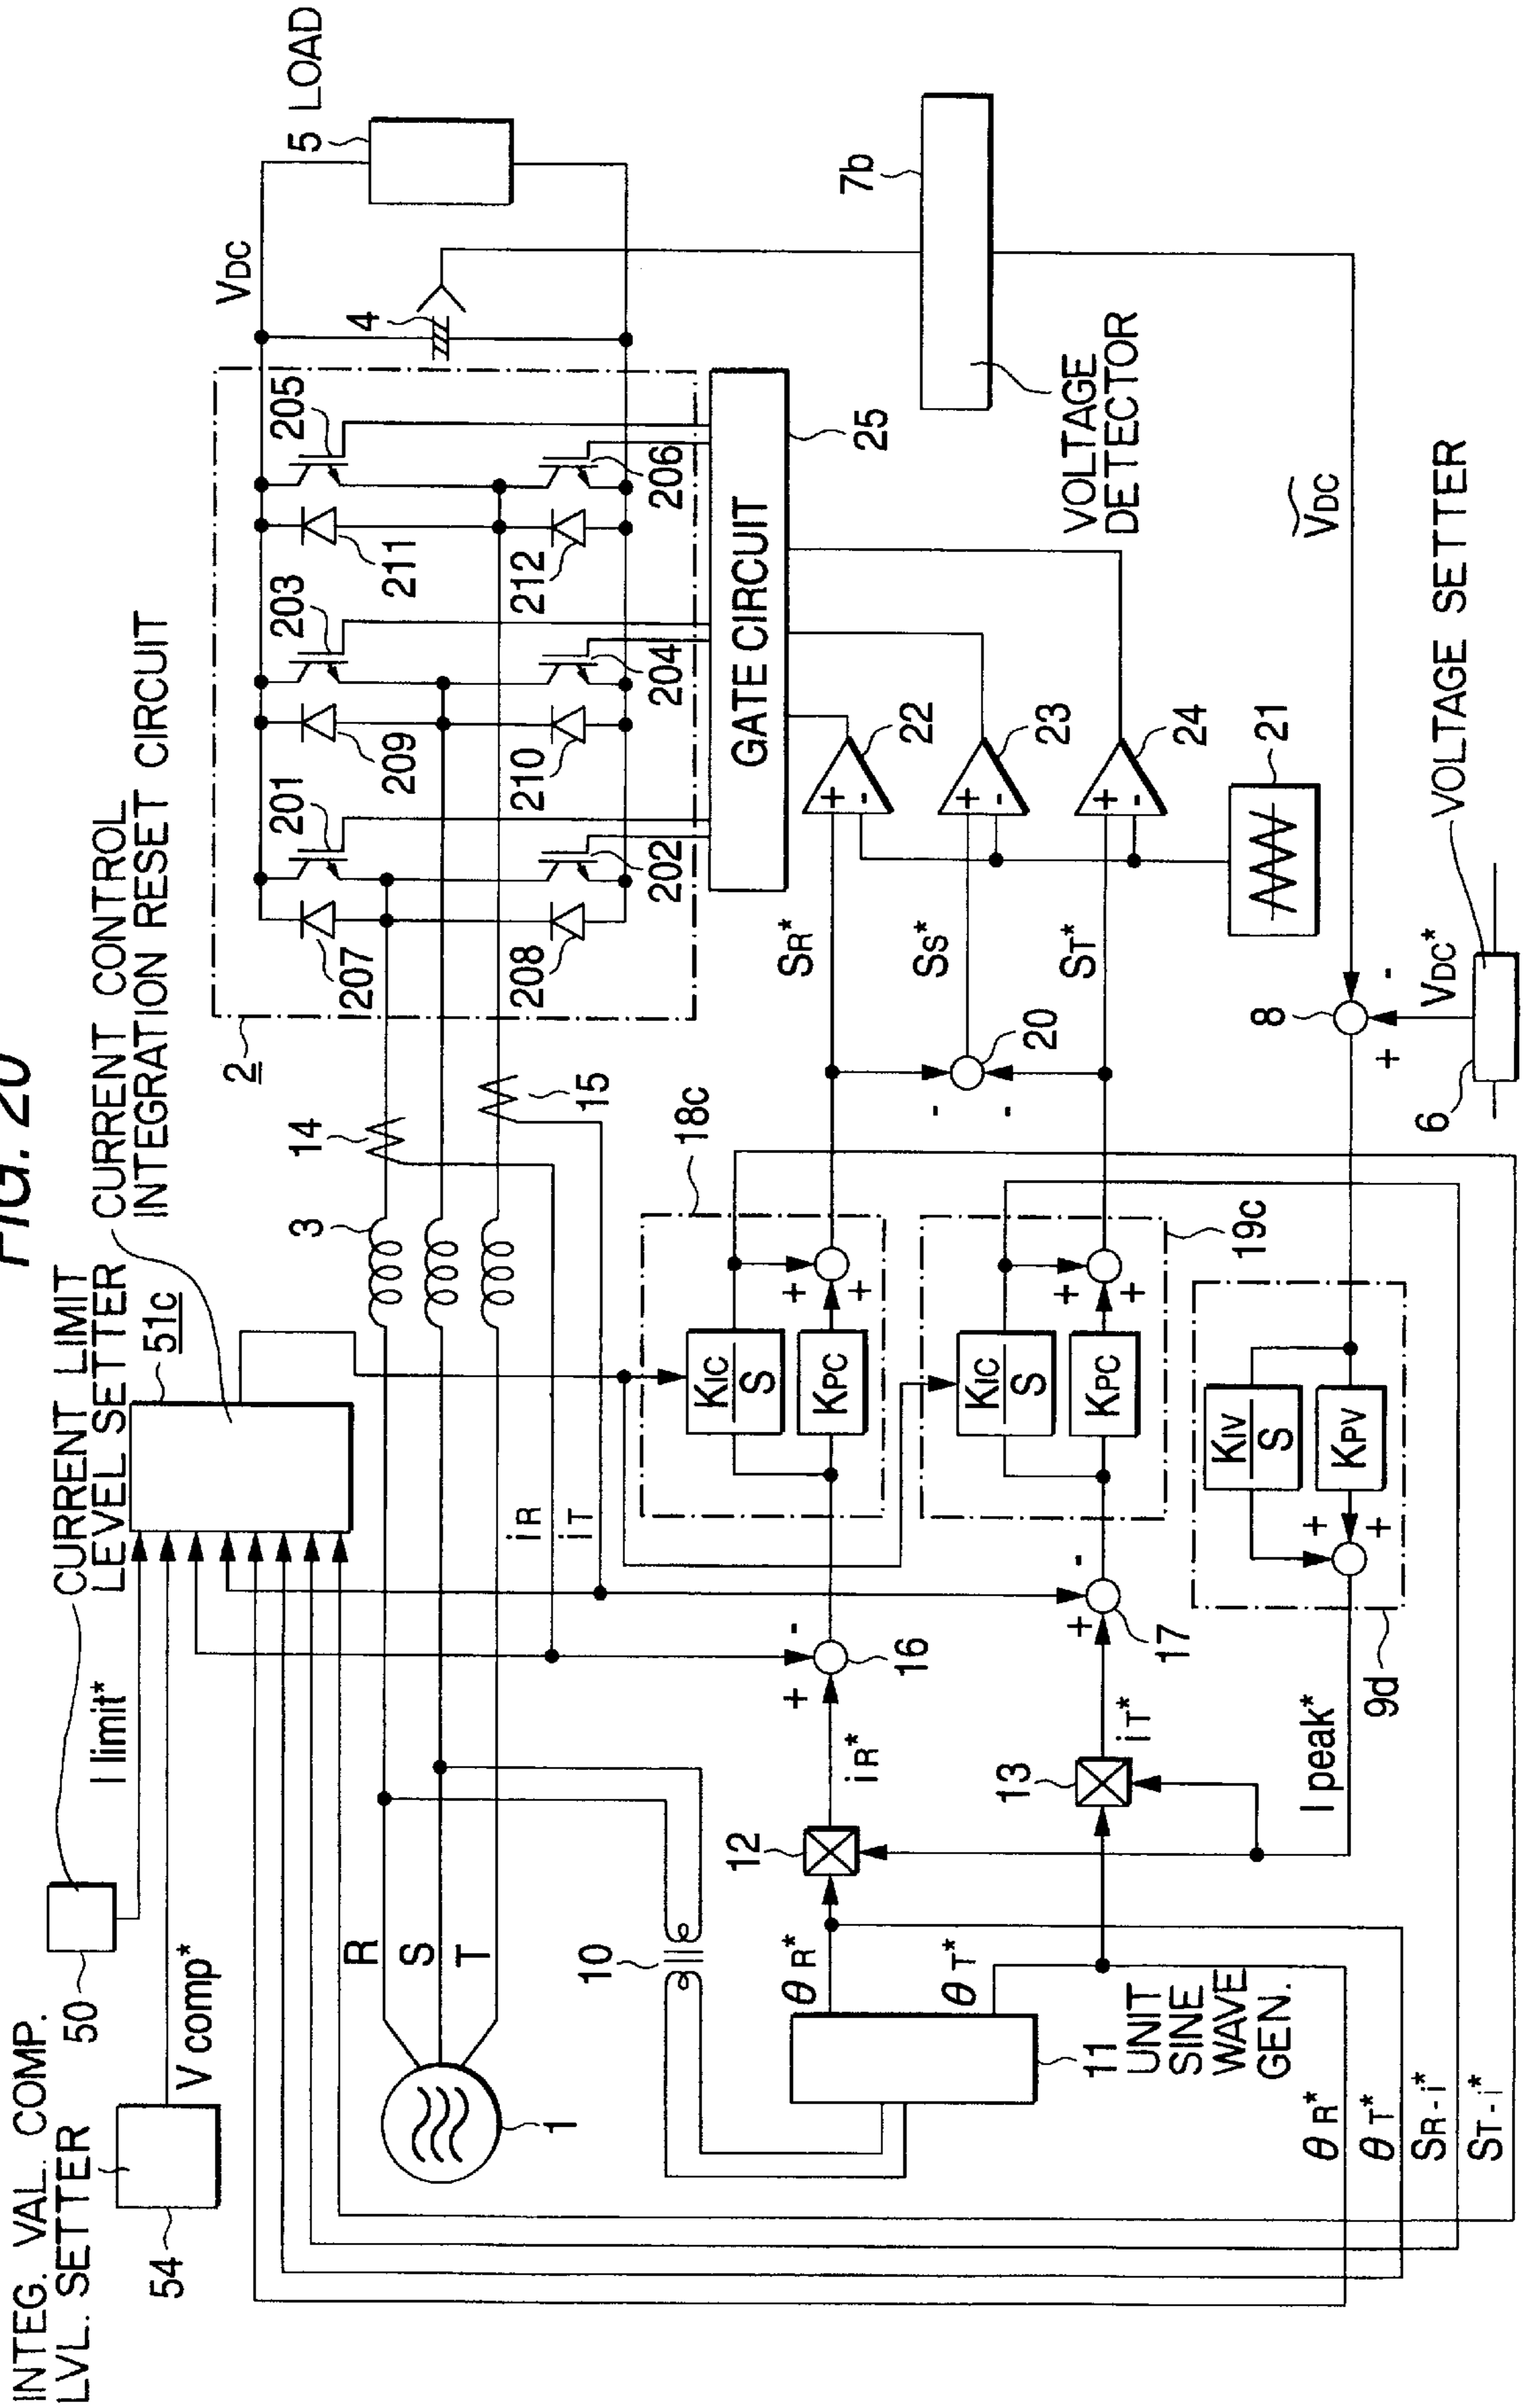 FIG. 20
INTEG. VAL. COMP.
LVL. SETTER
54
V comp*
50
I limit*
CURRENT LIMIT
LEVEL SETTER
51c
CURRENT CONTROL
INTEGRATION RESET CIRCUIT
1
R
S
T
3
14
15
iR
iT
2
201
202
203
204
205
206
207
208
209
210
211
212
VDC
4
5 LOAD
GATE CIRCUIT
25
7b
VOLTAGE
DETECTOR
10
11
UNIT
SINE
WAVE
GEN.
θR*
θT*
12
13
iR*
iT*
I peak*
+
-
16
+
-
17
18c
KIC
S
KPC
+
+
19c
KIC
S
KPC
+
+
9d
KIV
S
KPV
+
+
SR*
SS*
ST*
-
-
20
+
-
22
+
-
23
+
-
24
21
ṼDC
8
-
+
VDC*
6
VOLTAGE SETTER
θR*
θT*
SR-i*
ST-i*